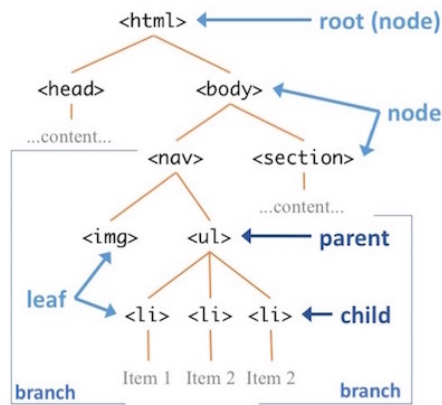 <html> root (node)
<head> <body>
node
...content...
<nav> <section>
...content...
<img> <ul> parent
leaf
<li> <li> <li> child
Item 1 Item 2 Item 2
branch branch